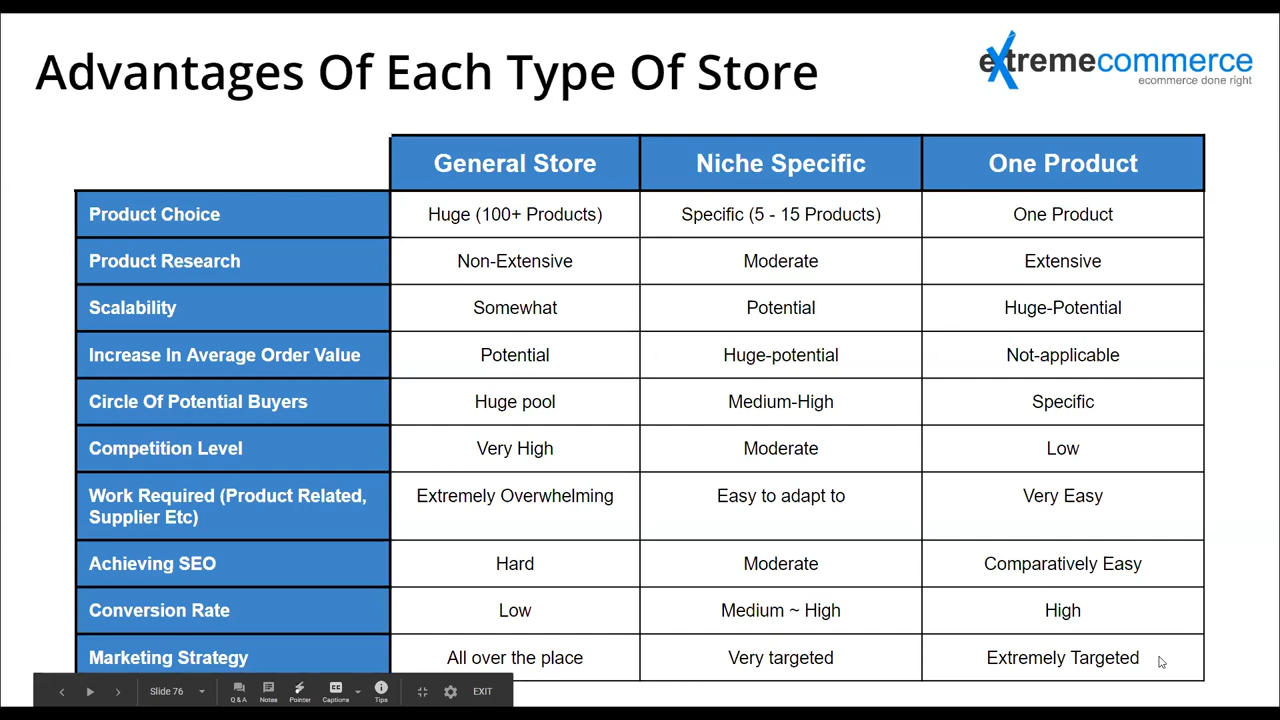 Advantages Of Each Type Of Store
extremecommerce
ecommerce done right
General Store Niche Specific One Product
Product Choice Huge (100+ Products) Specific (5 - 15 Products) One Product
Product Research Non-Extensive Moderate Extensive
Scalability Somewhat Potential Huge-Potential
Increase In Average Order Value Potential Huge-potential Not-applicable
Circle Of Potential Buyers Huge pool Medium-High Specific
Competition Level Very High Moderate Low
Work Required (Product Related, Extremely Overwhelming Easy to adapt to Very Easy
Supplier Etc)
Achieving SEO Hard Moderate Comparatively Easy
Conversion Rate Low Medium ~ High High
Marketing Strategy All over the place Very targeted Extremely Targeted
Slide 76 Q & A Notes Pointer CC Captions Tips EXIT